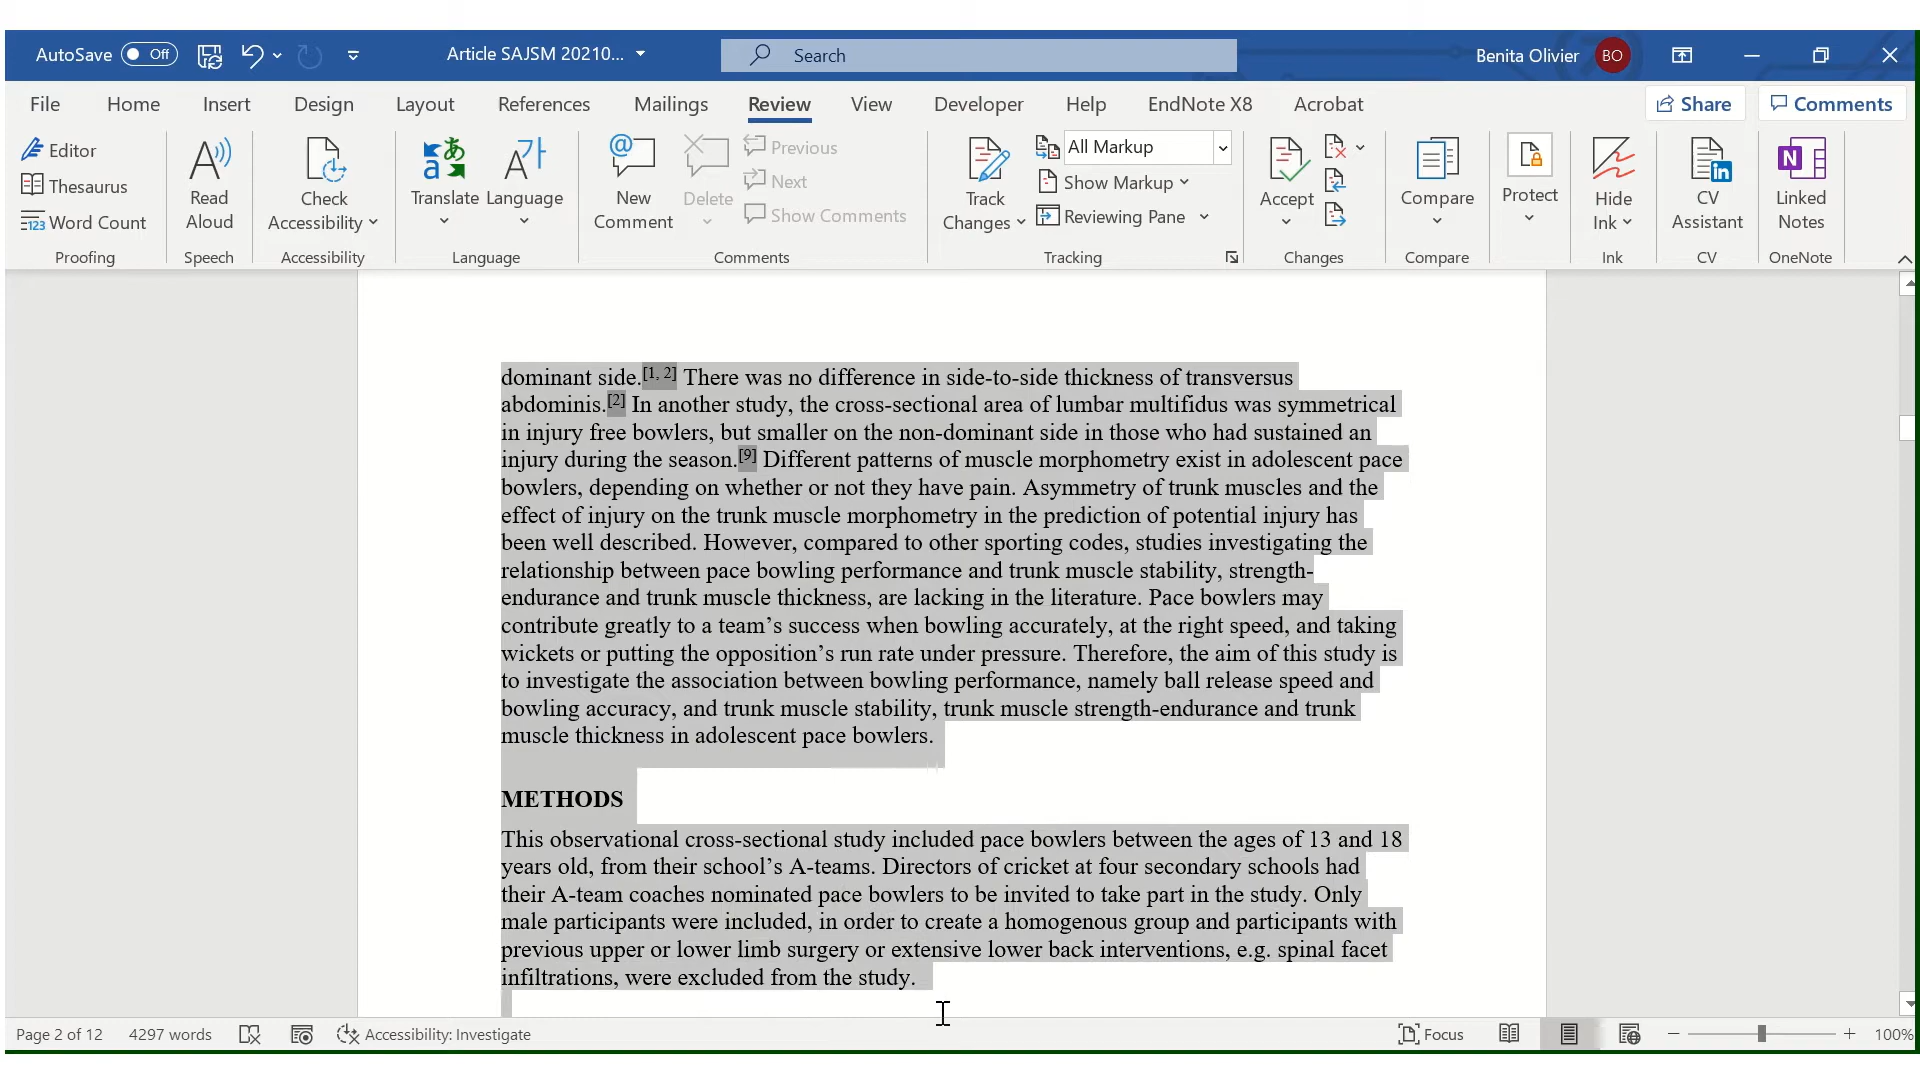 AutoSave Off Article SAJSM 20210... Search Benita Olivier BO
File Home Insert Design Layout References Mailings Review View Developer Help EndNote X8 Acrobat Share Comments
Editor
Thesaurus
Word Count
Proofing
Read Aloud
Speech
Check Accessibility
Accessibility
Translate
Language
Language
New Comment
Delete
Previous
Next
Show Comments
Comments
Track Changes
All Markup
Show Markup
Reviewing Pane
Tracking
Accept
Changes
Compare
Compare
Protect
Hide Ink
Ink
CV Assistant
CV
Linked Notes
OneNote
dominant side.[1, 2] There was no difference in side-to-side thickness of transversus
abdominis.[2] In another study, the cross-sectional area of lumbar multifidus was symmetrical
in injury free bowlers, but smaller on the non-dominant side in those who had sustained an
injury during the season.[9] Different patterns of muscle morphometry exist in adolescent pace
bowlers, depending on whether or not they have pain. Asymmetry of trunk muscles and the
effect of injury on the trunk muscle morphometry in the prediction of potential injury has
been well described. However, compared to other sporting codes, studies investigating the
relationship between pace bowling performance and trunk muscle stability, strength-
endurance and trunk muscle thickness, are lacking in the literature. Pace bowlers may
contribute greatly to a team’s success when bowling accurately, at the right speed, and taking
wickets or putting the opposition’s run rate under pressure. Therefore, the aim of this study is
to investigate the association between bowling performance, namely ball release speed and
bowling accuracy, and trunk muscle stability, trunk muscle strength-endurance and trunk
muscle thickness in adolescent pace bowlers.
METHODS
This observational cross-sectional study included pace bowlers between the ages of 13 and 18
years old, from their school’s A-teams. Directors of cricket at four secondary schools had
their A-team coaches nominated pace bowlers to be invited to take part in the study. Only
male participants were included, in order to create a homogenous group and participants with
previous upper or lower limb surgery or extensive lower back interventions, e.g. spinal facet
infiltrations, were excluded from the study.
Page 2 of 12 4297 words Accessibility: Investigate Focus 100%